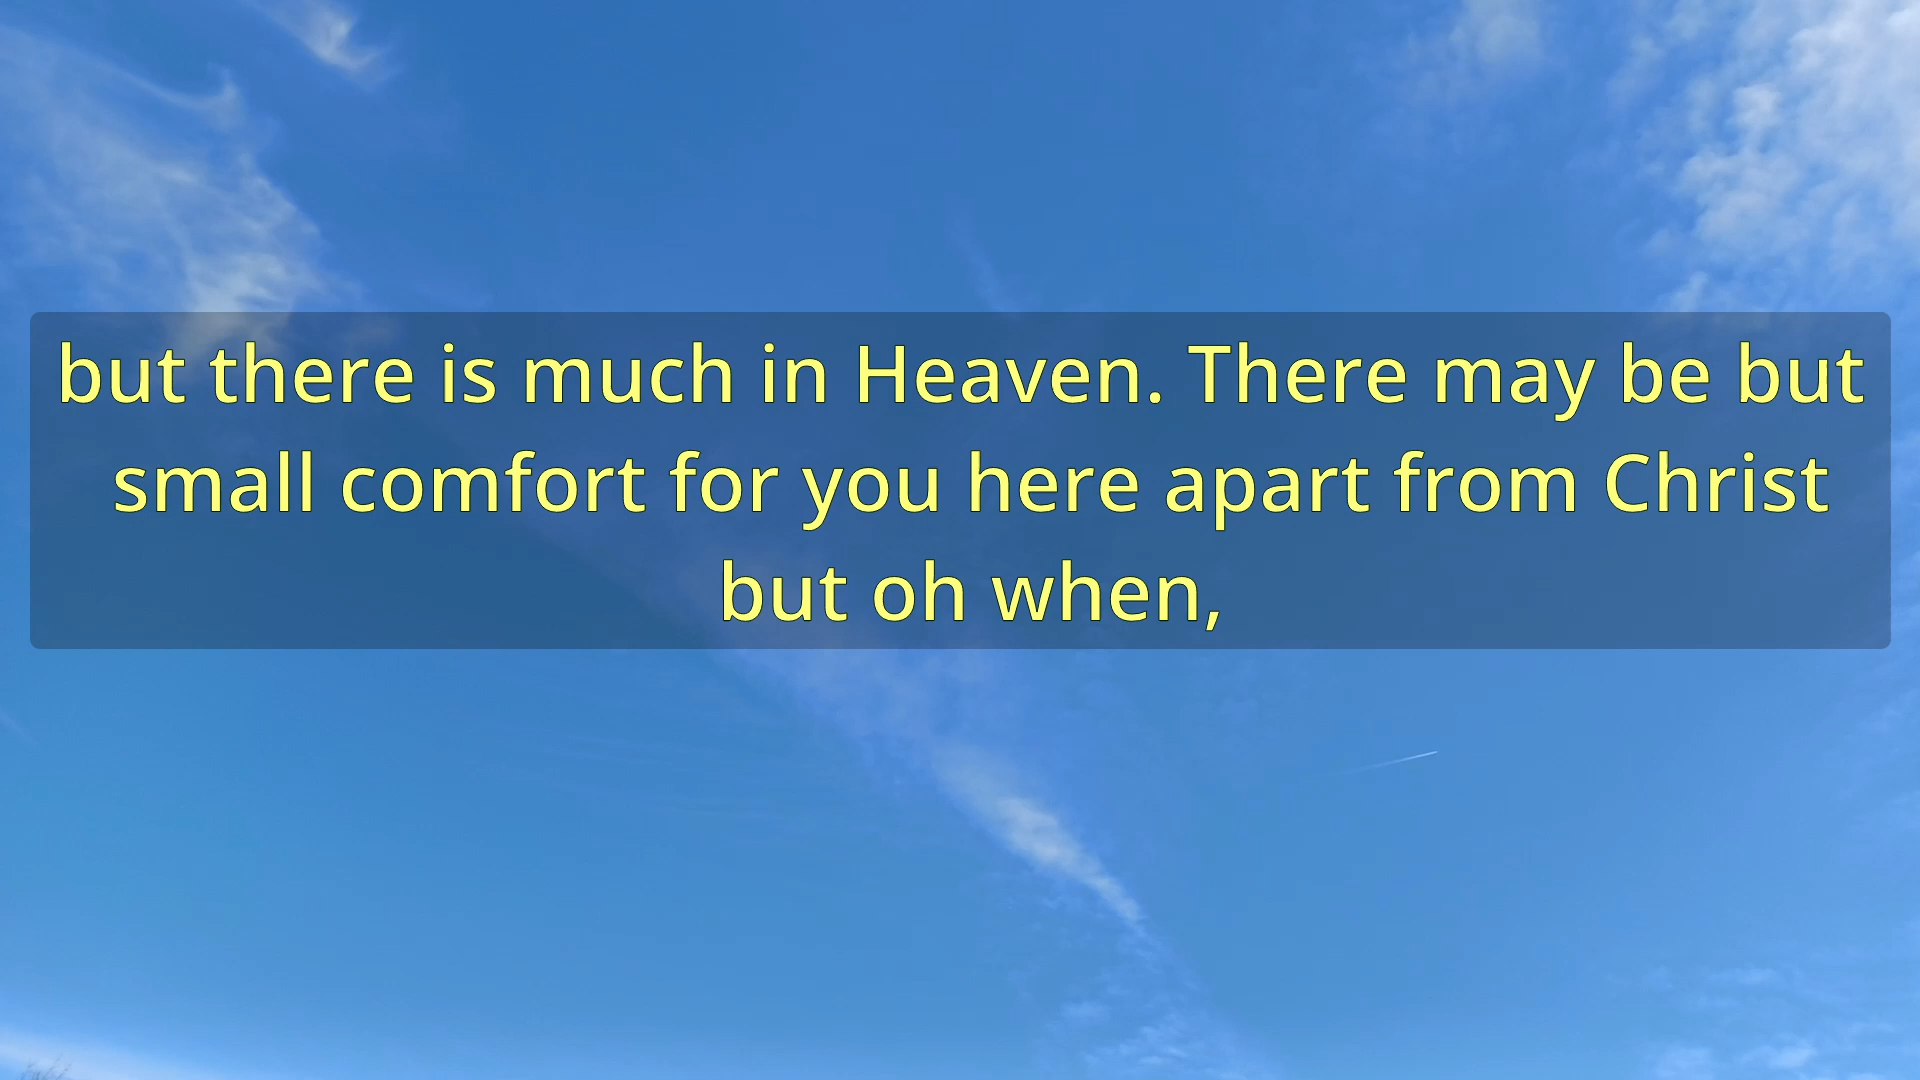 but there is much in Heaven. There may be but
small comfort for you here apart from Christ
but oh when,